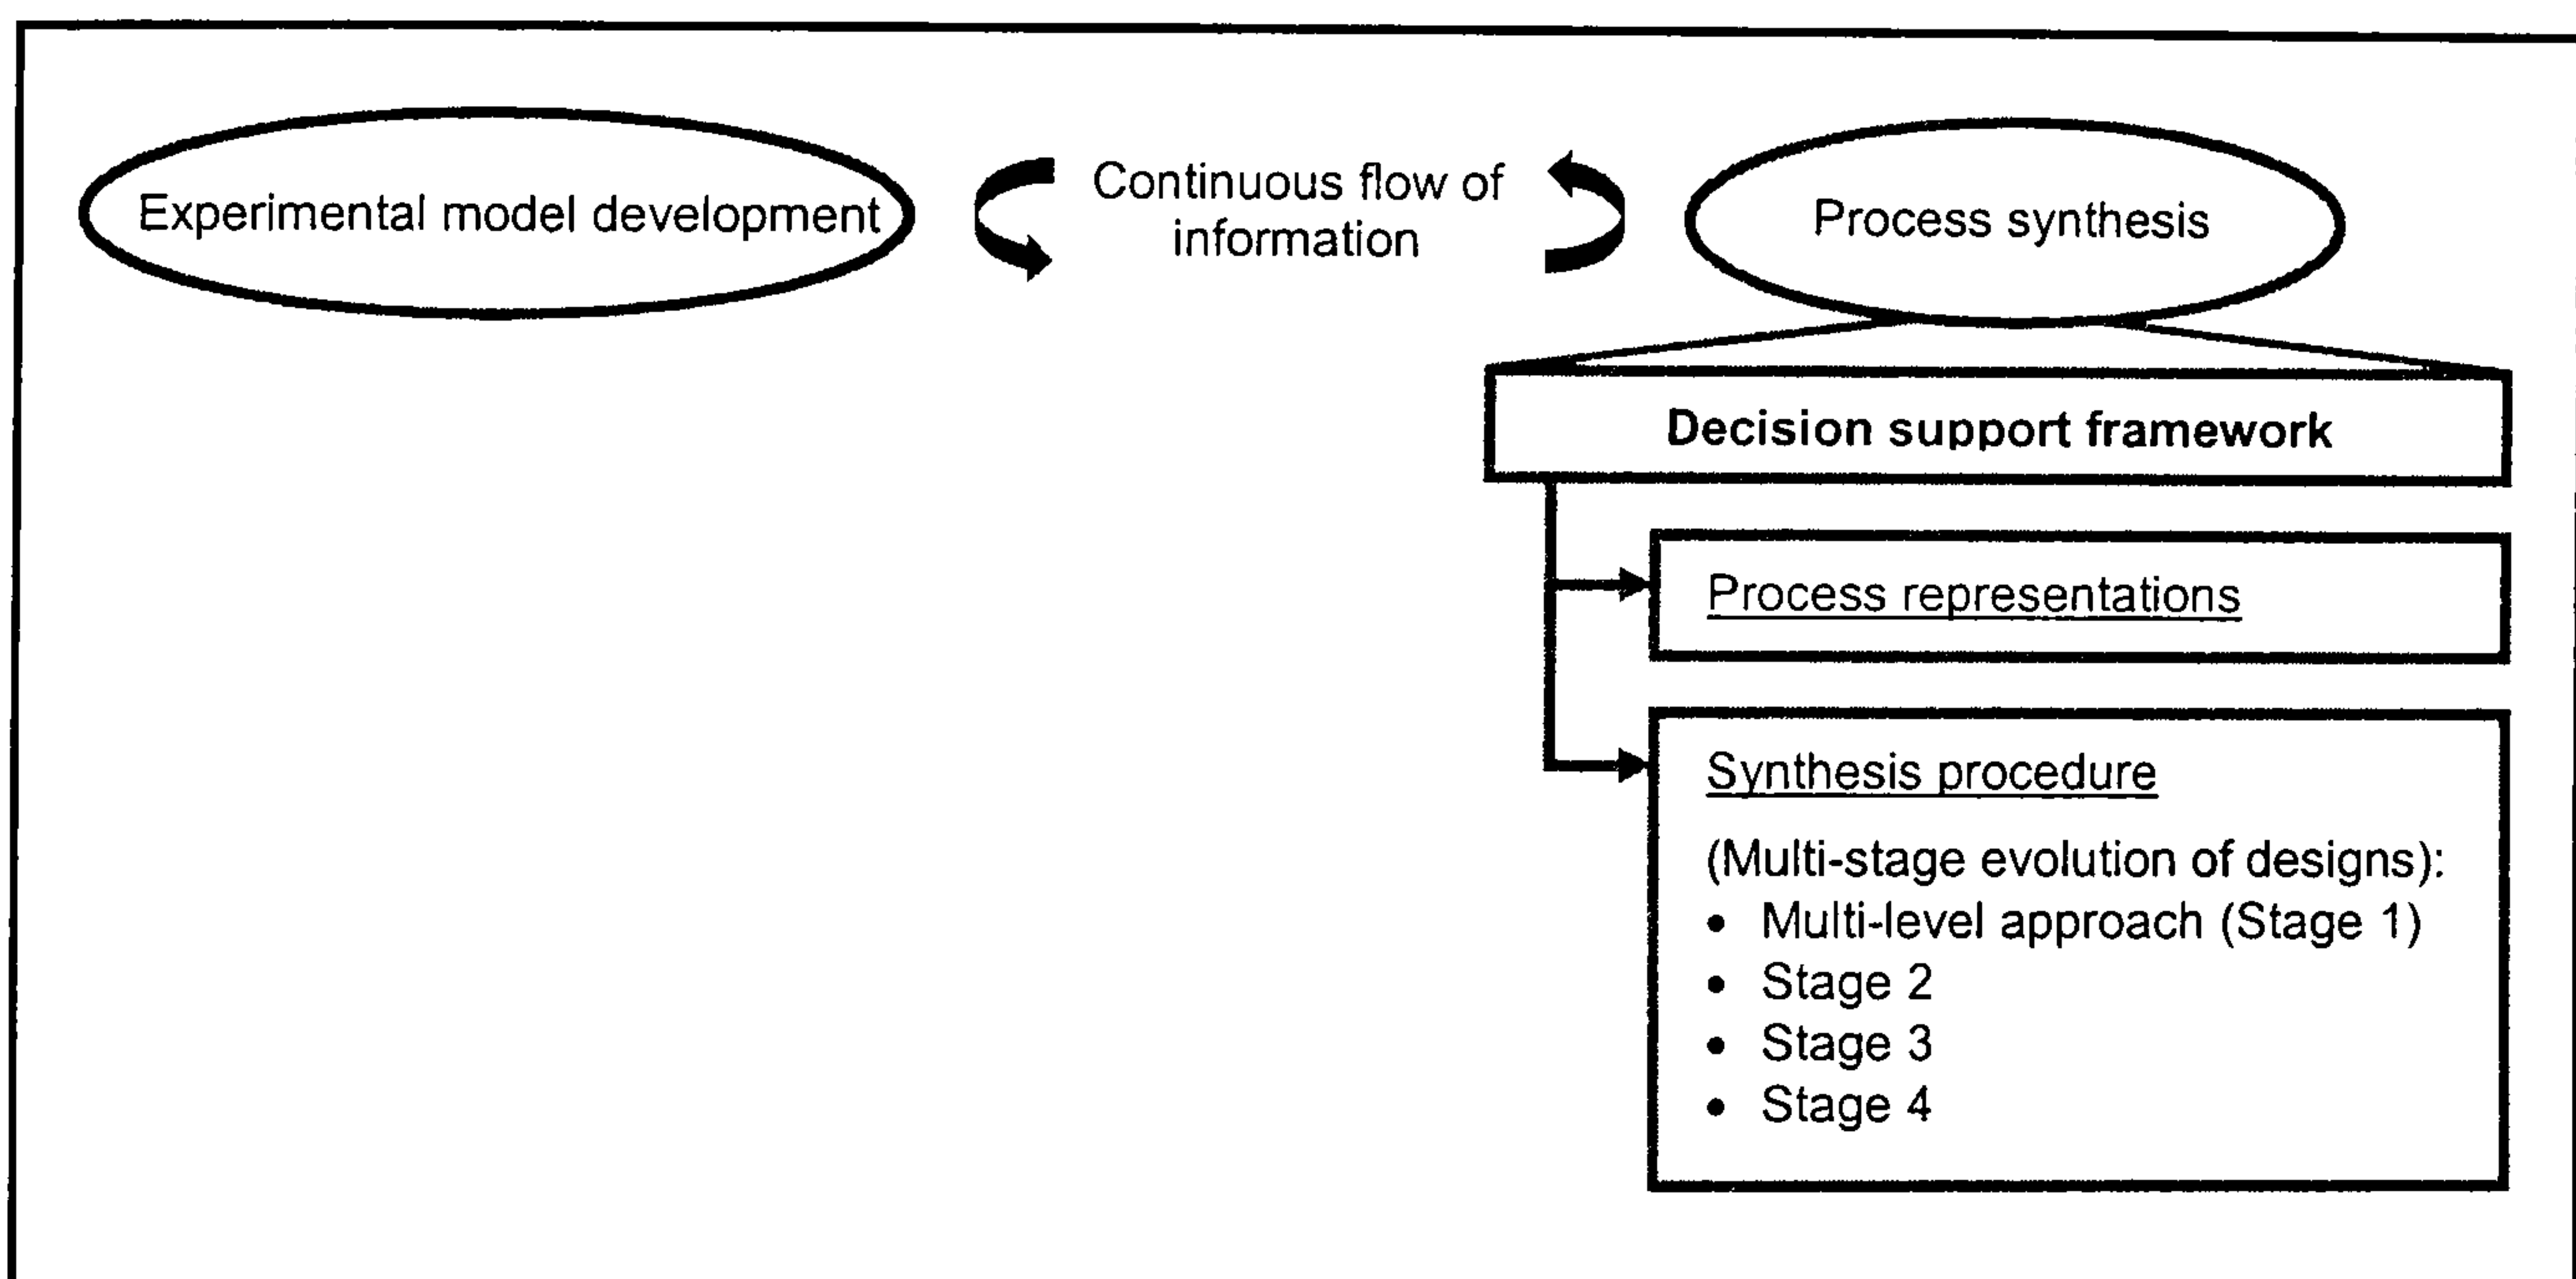 Experimental model development
Continuous flow of
information
Process synthesis
Decision support framework
Process representations
Synthesis procedure
(Multi-stage evolution of designs):
• Multi-level approach (Stage 1)
• Stage 2
• Stage 3
• Stage 4